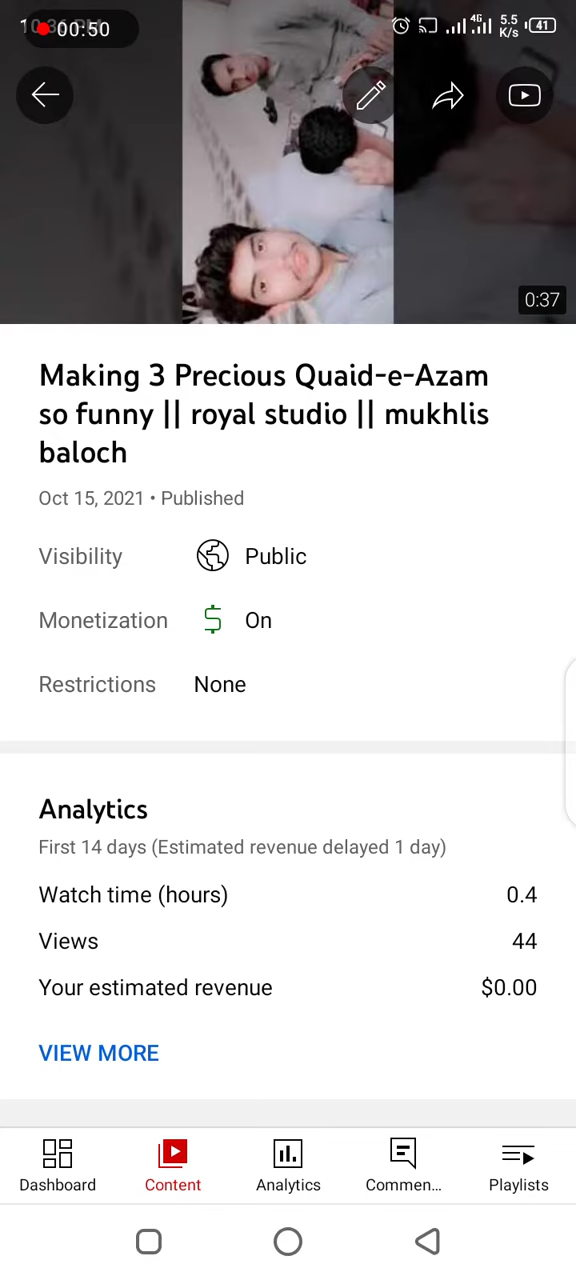 00:50
4G 5.5 K/s 41
0:37
Making 3 Precious Quaid-e-Azam
so funny || royal studio || mukhlis
baloch
Oct 15, 2021 • Published
Visibility Public
Monetization On
Restrictions None
Analytics
First 14 days (Estimated revenue delayed 1 day)
Watch time (hours) 0.4
Views 44
Your estimated revenue $0.00
VIEW MORE
Dashboard Content Analytics Commen... Playlists